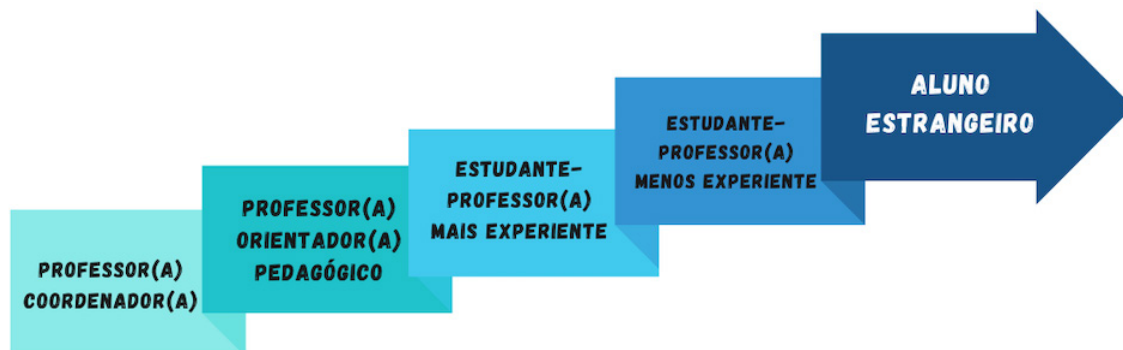 PROFESSOR(A)
COORDENADOR(A)
PROFESSOR(A)
ORIENTADOR(A)
PEDAGÓGICO
ESTUDANTE-
PROFESSOR(A)
MAIS EXPERIENTE
ESTUDANTE-
PROFESSOR(A)
MENOS EXPERIENTE
ALUNO
ESTRANGEIRO